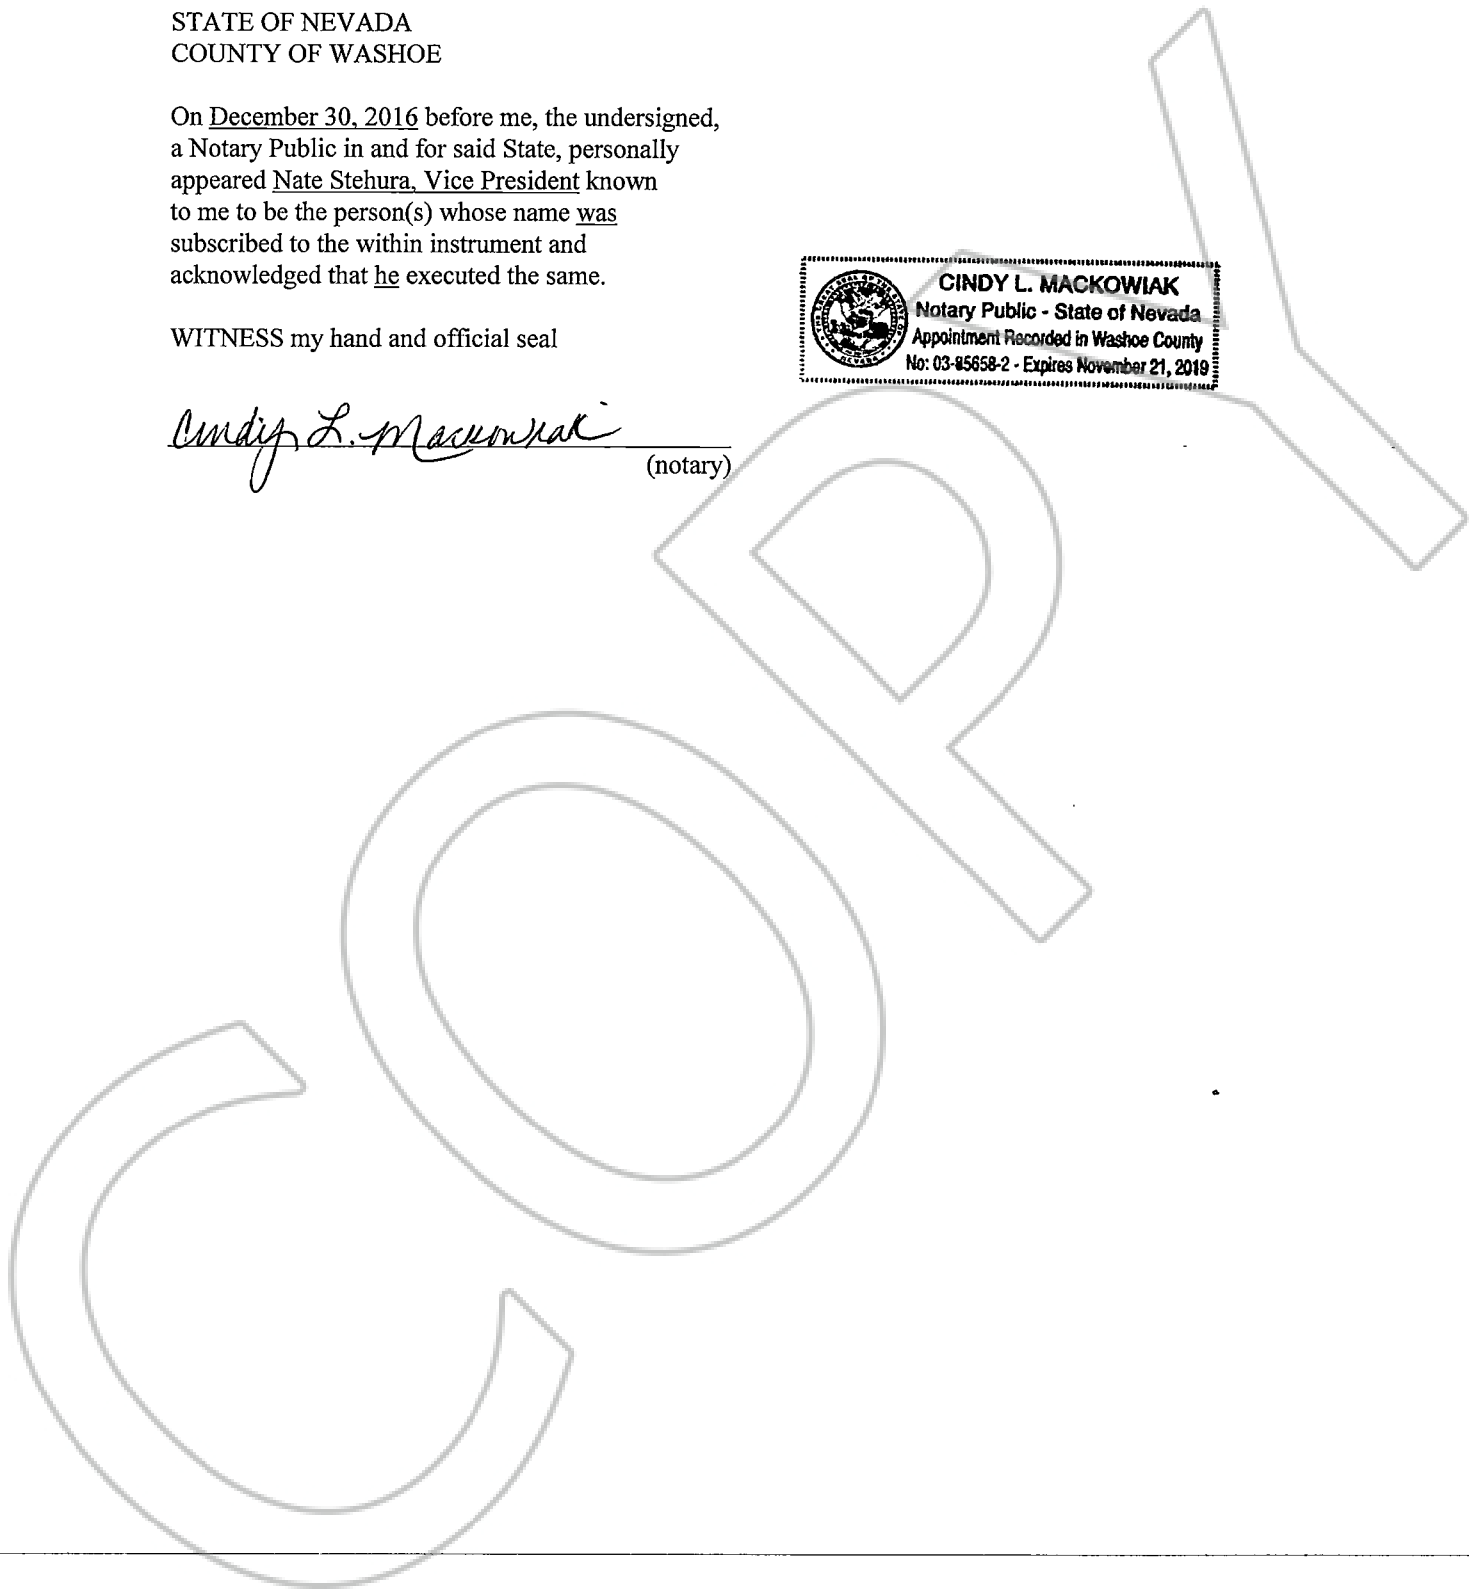 STATE OF NEVADA
COUNTY OF WASHOE
On December 30, 2016 before me, the undersigned,
a Notary Public in and for said State, personally
appeared Nate Stehura, Vice President known
to me to be the person(s) whose name was
subscribed to the within instrument and
acknowledged that he executed the same.
WITNESS my hand and official seal
CINDY L. MACKOWIAK
Notary Public - State of Nevada
Appointment Recorded in Washoe County
No: 03-85658-2 - Expires November 21, 2019
Cindy L. Mackowiak
(notary)
COPY